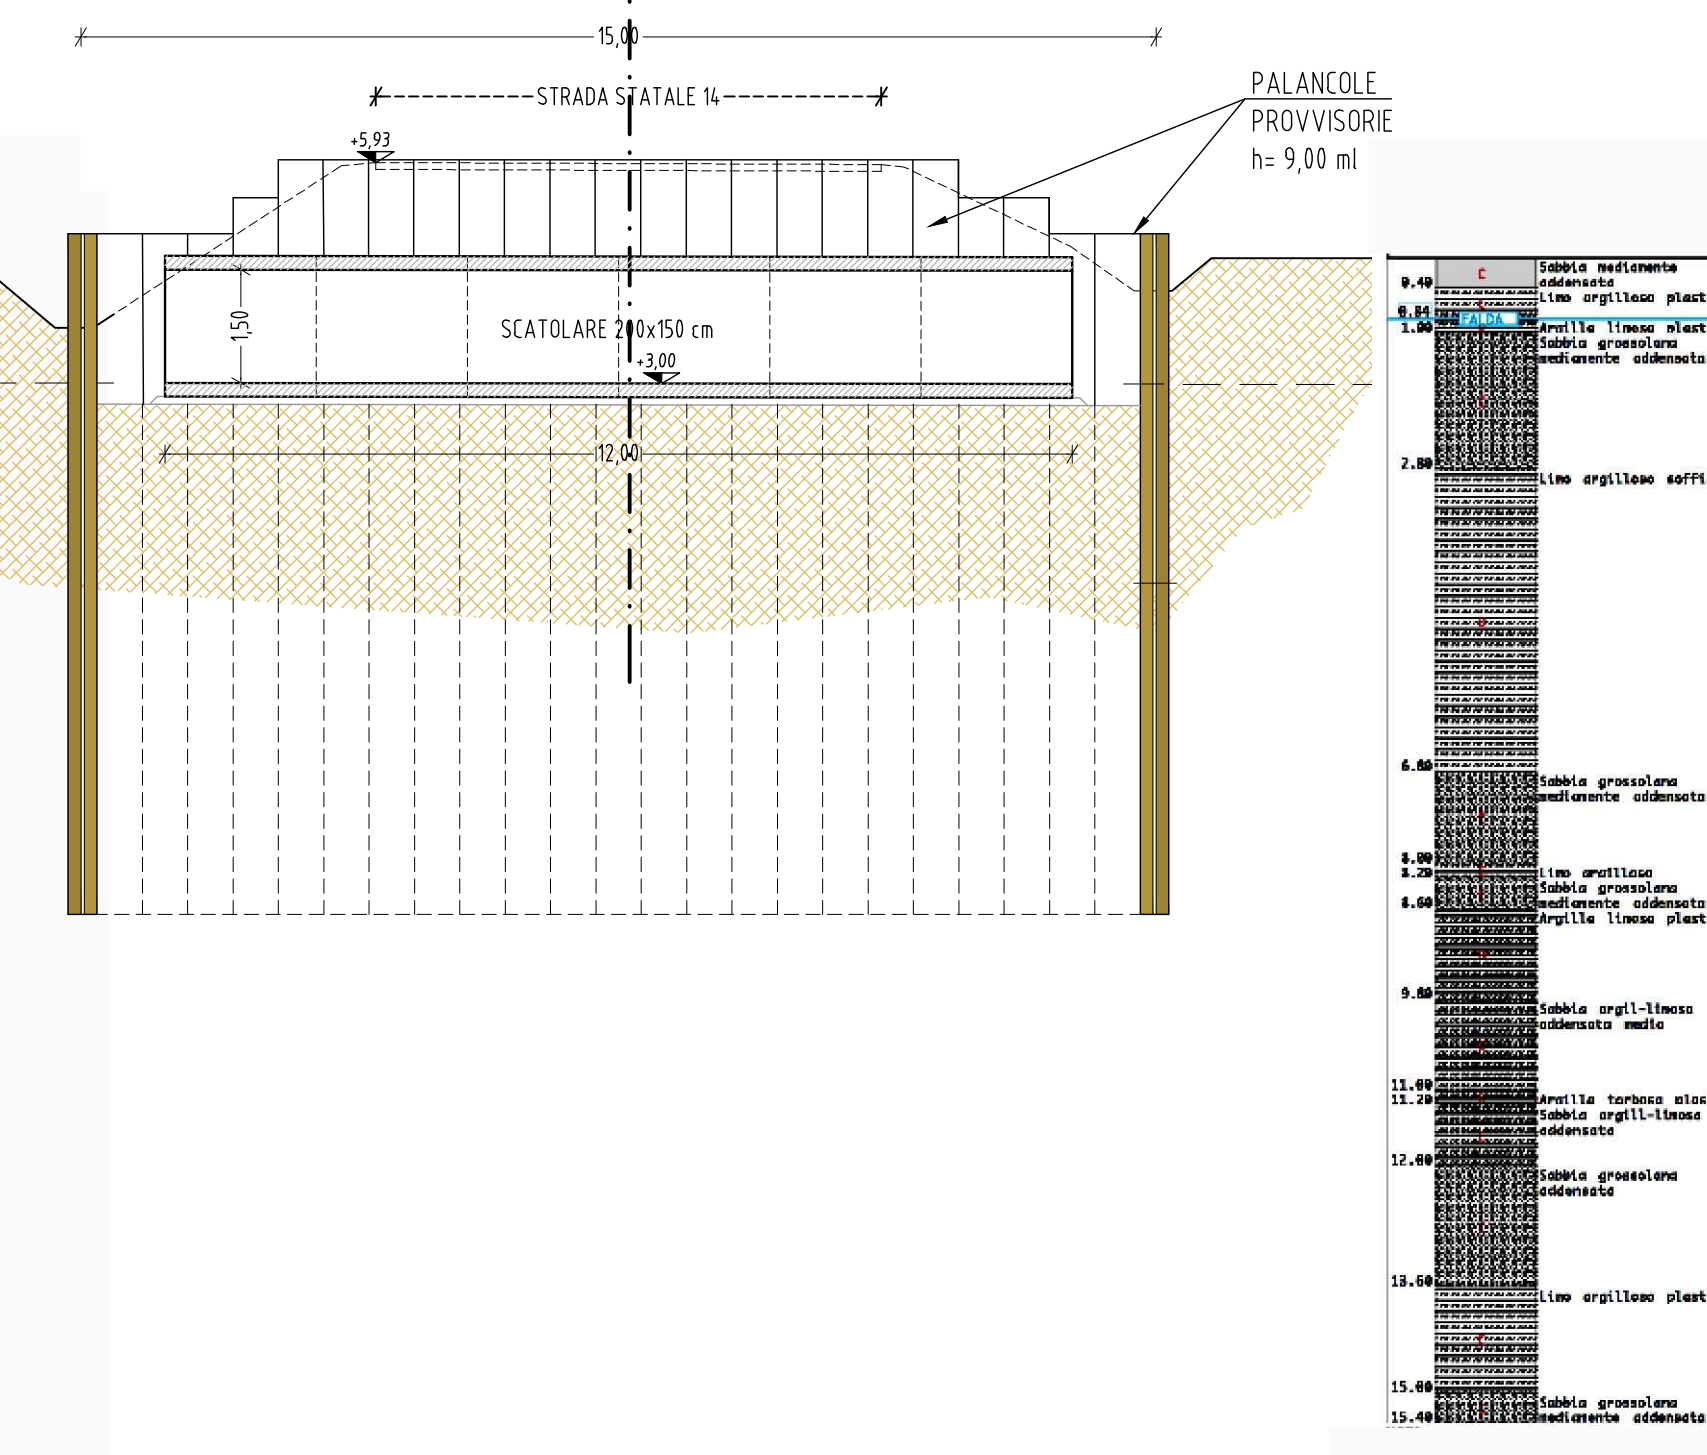 15,00
STRADA STATALE 14
+5,93
PALANCOLE
PROVVISORIE
h= 9,00 ml
1,50
SCATOLARE 200x150 cm
+3,00
12,00
Sabbia mediamente
addensata
0.40
Limo argilloso plast
0.84
FALDA
1.00
Argilla limosa plast
Sabbia grossolana
mediamente addensata
2.80
Limo argilloso soffi
6.80
Sabbia grossolana
mediamente addensata
8.00
8.20
Limo argilloso
Sabbia grossolana
8.60
mediamente addensata
Argilla limosa plast
9.80
Sabbia argil-limosa
addensata media
11.00
11.20
Argilla torbosa plas
Sabbia argill-limosa
addensata
12.00
Sabbia grossolana
addensata
13.60
Limo argilloso plast
15.00
Sabbia grossolana
15.40
mediamente addensata